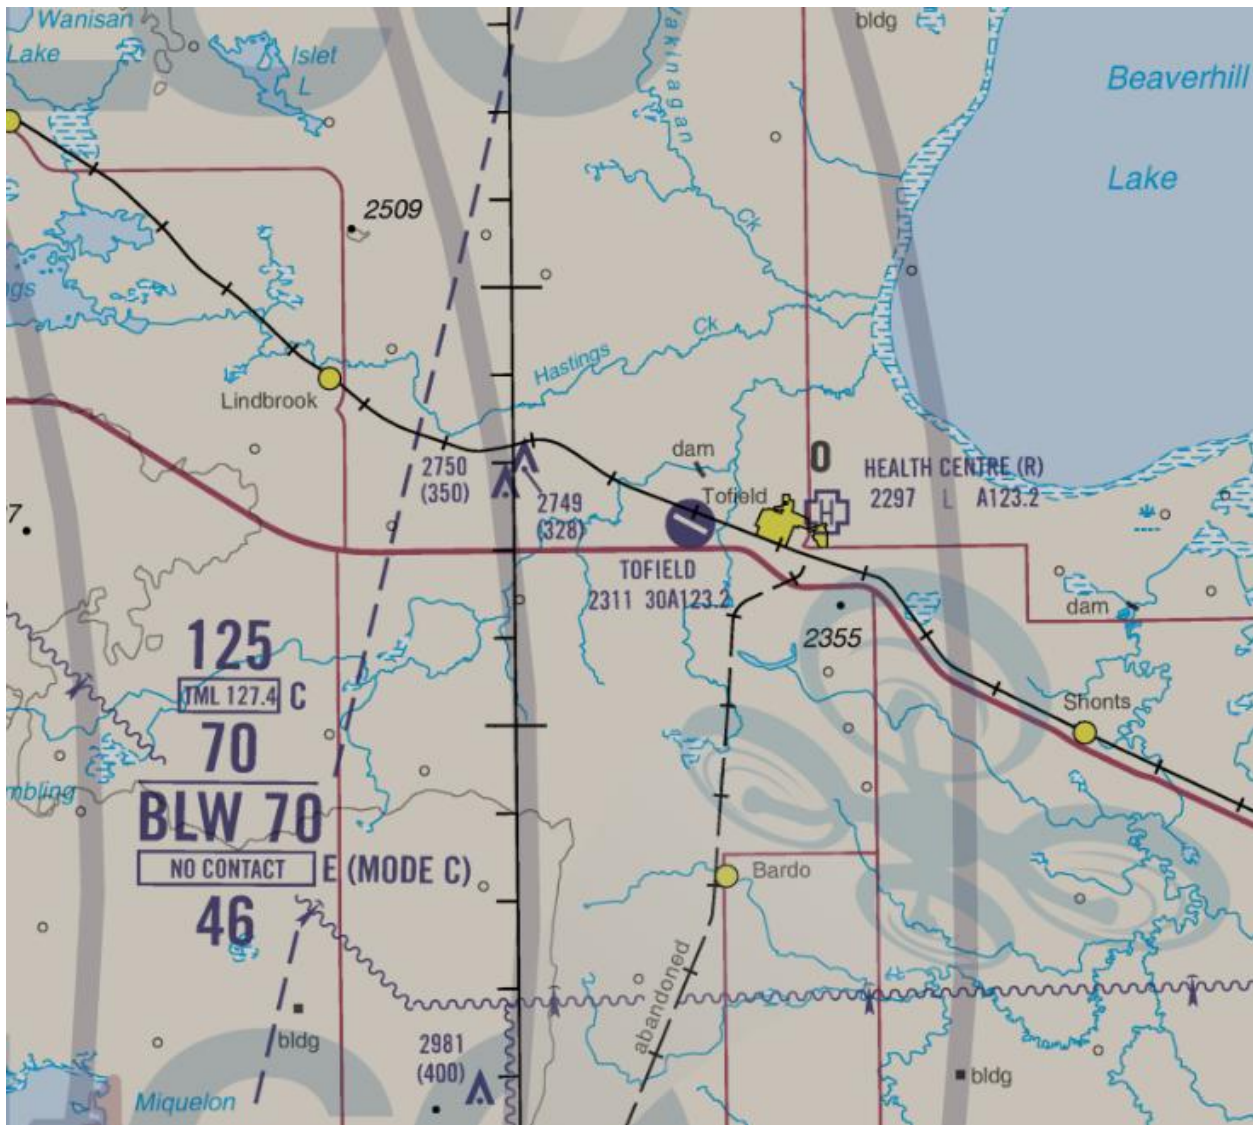 Wanisan
Lake
Islet
L
bldg
Beaverhill
Lake
Ck
2509
Ck
Hastings
Lindbrook
dam
0
2750
(350)
2749
(328)
Tofield
H
HEALTH CENTRE (R)
2297 L A123.2
TOFIELD
2311 30A123.2
dam
2355
125
TML 127.4 C
70
BLW 70
NO CONTACT E (MODE C)
46
Shonts
Bardo
abandoned
bldg
2981
(400)
bldg
Miquelon